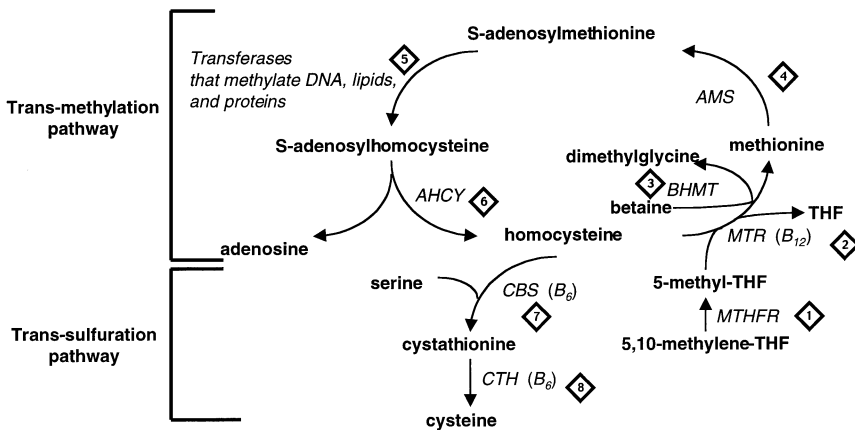 S-adenosylmethionine
Transferases
that methylate DNA, lipids,
and proteins
5
4
AMS
Trans-methylation
pathway
S-adenosylhomocysteine
methionine
dimethylglycine
3
BHMT
AHCY
6
betaine
THF
adenosine
homocysteine
MTR (B12)
2
serine
CBS (B6)
5-methyl-THF
7
MTHFR
1
Trans-sulfuration
pathway
cystathionine
5,10-methylene-THF
CTH (B6)
8
cysteine